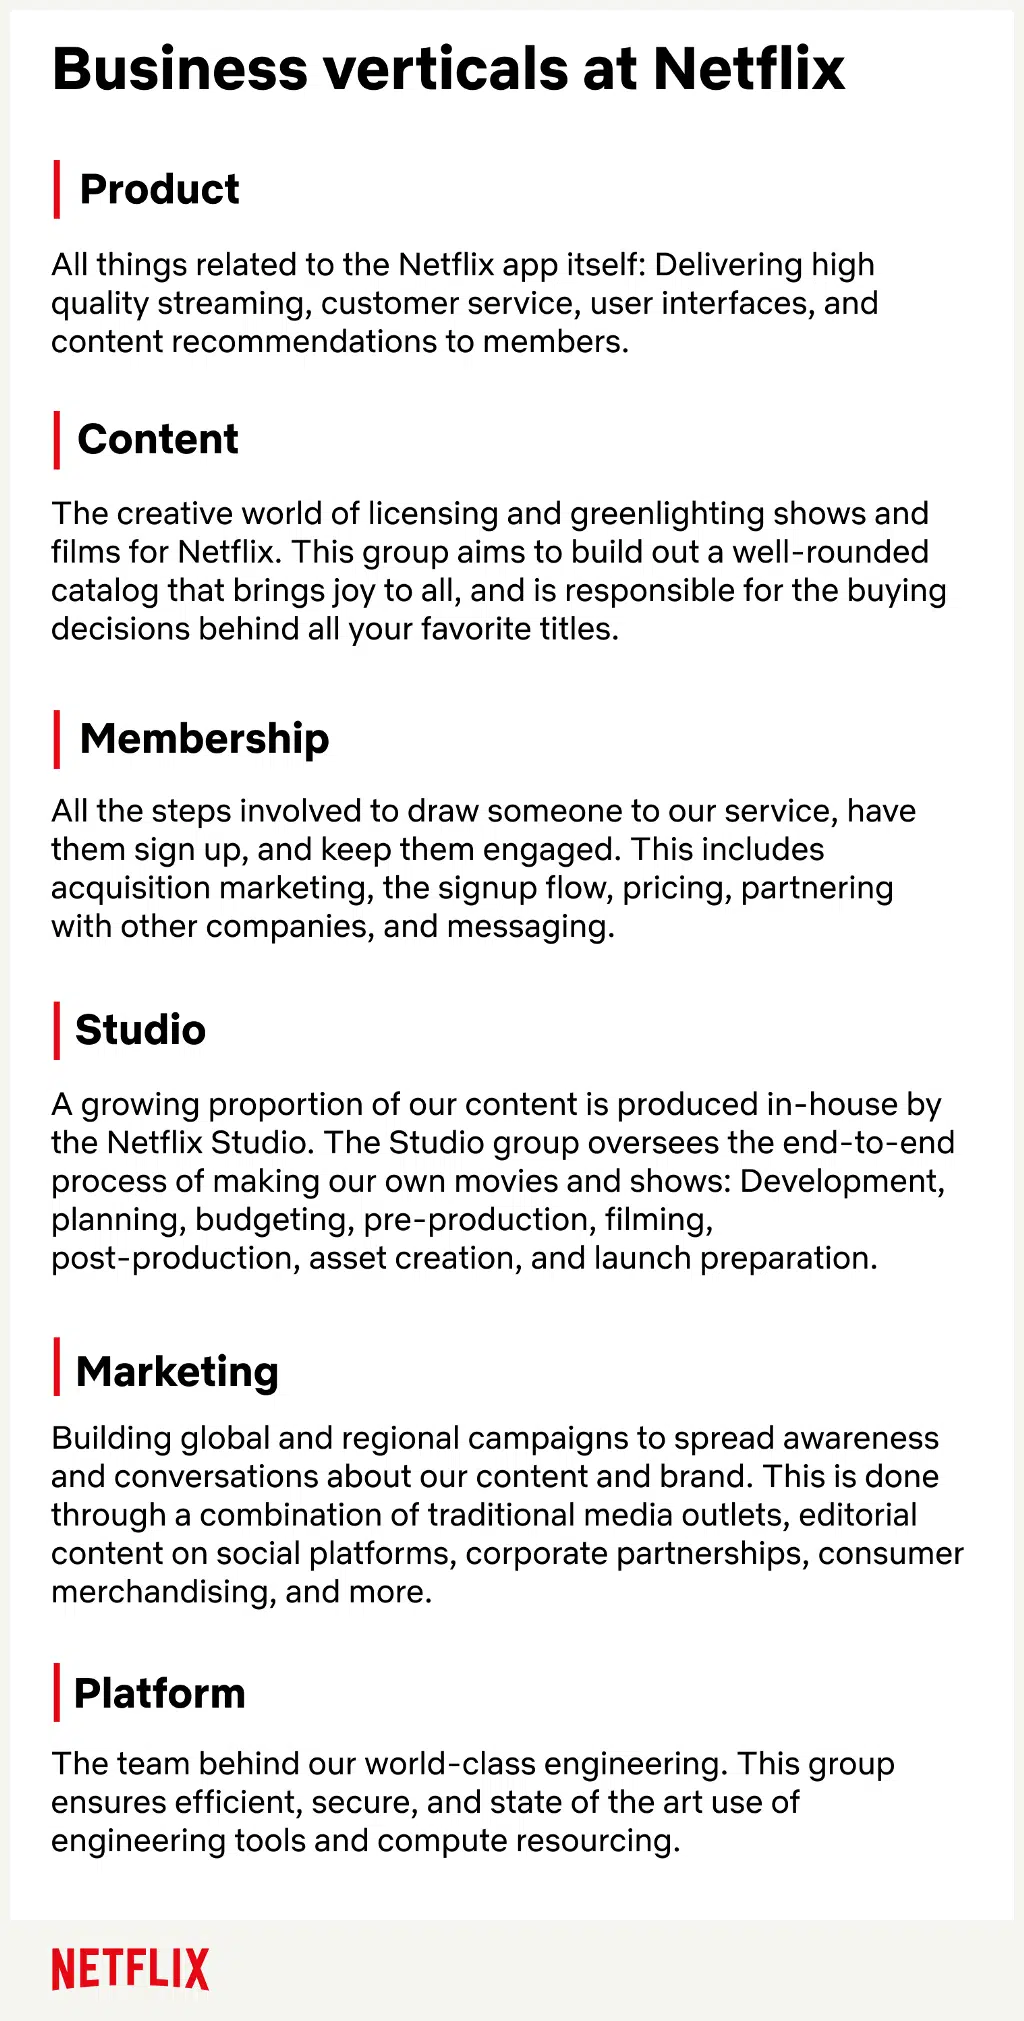 Business verticals at Netflix
Product
All things related to the Netflix app itself: Delivering high
quality streaming, customer service, user interfaces, and
content recommendations to members.
Content
The creative world of licensing and greenlighting shows and
films for Netflix. This group aims to build out a well-rounded
catalog that brings joy to all, and is responsible for the buying
decisions behind all your favorite titles.
Membership
All the steps involved to draw someone to our service, have
them sign up, and keep them engaged. This includes
acquisition marketing, the signup flow, pricing, partnering
with other companies, and messaging.
Studio
A growing proportion of our content is produced in-house by
the Netflix Studio. The Studio group oversees the end-to-end
process of making our own movies and shows: Development,
planning, budgeting, pre-production, filming,
post-production, asset creation, and launch preparation.
Marketing
Building global and regional campaigns to spread awareness
and conversations about our content and brand. This is done
through a combination of traditional media outlets, editorial
content on social platforms, corporate partnerships, consumer
merchandising, and more.
Platform
The team behind our world-class engineering. This group
ensures efficient, secure, and state of the art use of
engineering tools and compute resourcing.
NETFLIX